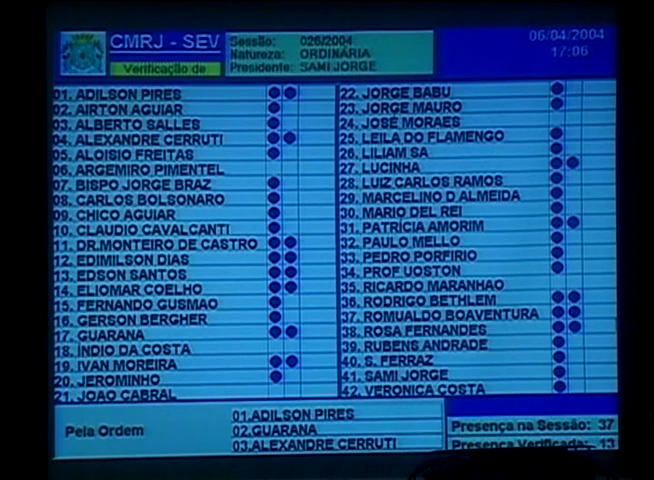 CMRJ - SEV
Verificação de
Sessão: 026/2004
Natureza: ORDINÁRIA
Presidente: SAMI JORGE
06/04/2004
17:06
01. ADILSON PIRES
02. AIRTON AGUIAR
03. ALBERTO SALLES
04. ALEXANDRE CERRUTI
05. ALOISIO FREITAS
06. ARGEMIRO PIMENTEL
07. BISPO JORGE BRAZ
08. CARLOS BOLSONARO
09. CHICO AGUIAR
10. CLAUDIO CAVALCANTI
11. DR.MONTEIRO DE CASTRO
12. EDIMILSON DIAS
13. EDSON SANTOS
14. ELIOMAR COELHO
15. FERNANDO GUSMAO
16. GERSON BERGHER
17. GUARANA
18. ÍNDIO DA COSTA
19. IVAN MOREIRA
20. JEROMINHO
21. JOAO CABRAL
22. JORGE BABU
23. JORGE MAURO
24. JOSÉ MORAES
25. LEILA DO FLAMENGO
26. LILIAM SA
27. LUCINHA
28. LUIZ CARLOS RAMOS
29. MARCELINO D ALMEIDA
30. MARIO DEL REI
31. PATRÍCIA AMORIM
32. PAULO MELLO
33. PEDRO PORFIRIO
34. PROF UOSTON
35. RICARDO MARANHAO
36. RODRIGO BETHLEM
37. ROMUALDO BOAVENTURA
38. ROSA FERNANDES
39. RUBENS ANDRADE
40. S. FERRAZ
41. SAMI JORGE
42. VERONICA COSTA
Pela Ordem
01.ADILSON PIRES
02.GUARANA
03.ALEXANDRE CERRUTI
Presença na Sessão: 37
Presença Verificada: 13